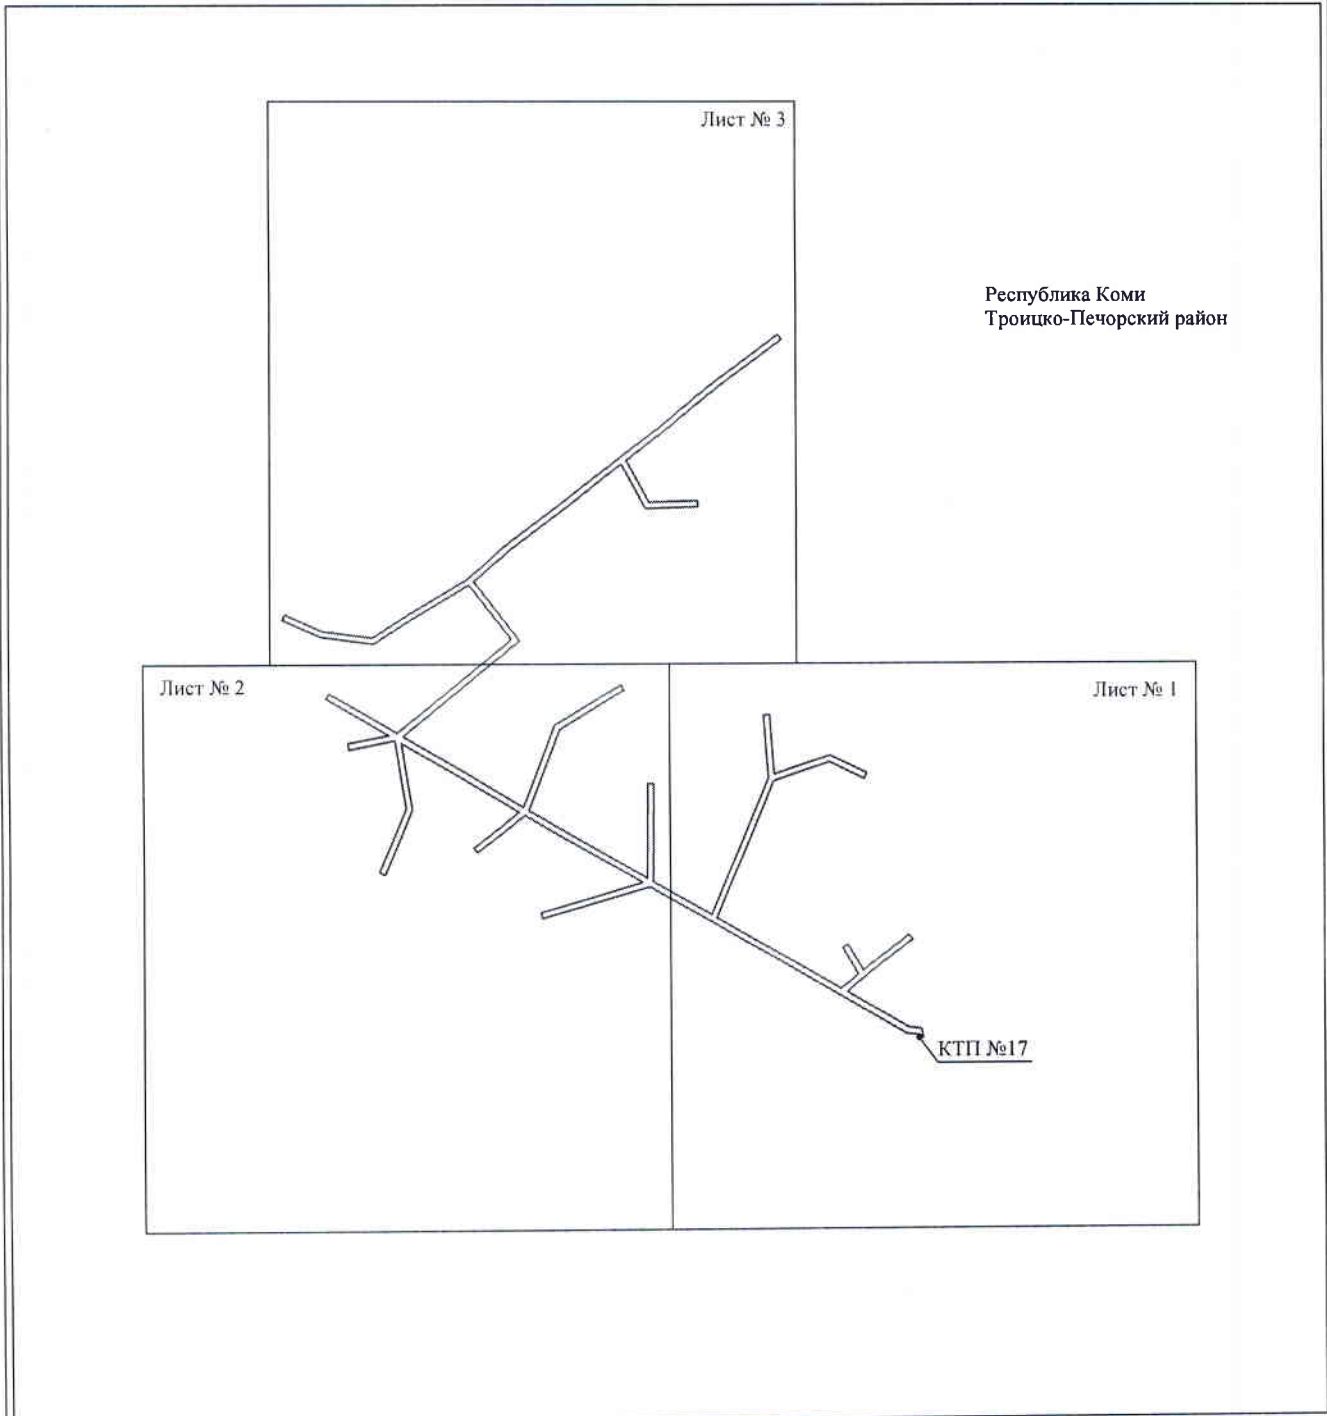 Лист № 3
Республика Коми
Троицко-Печорский район
Лист № 2
Лист № 1
КТП №17